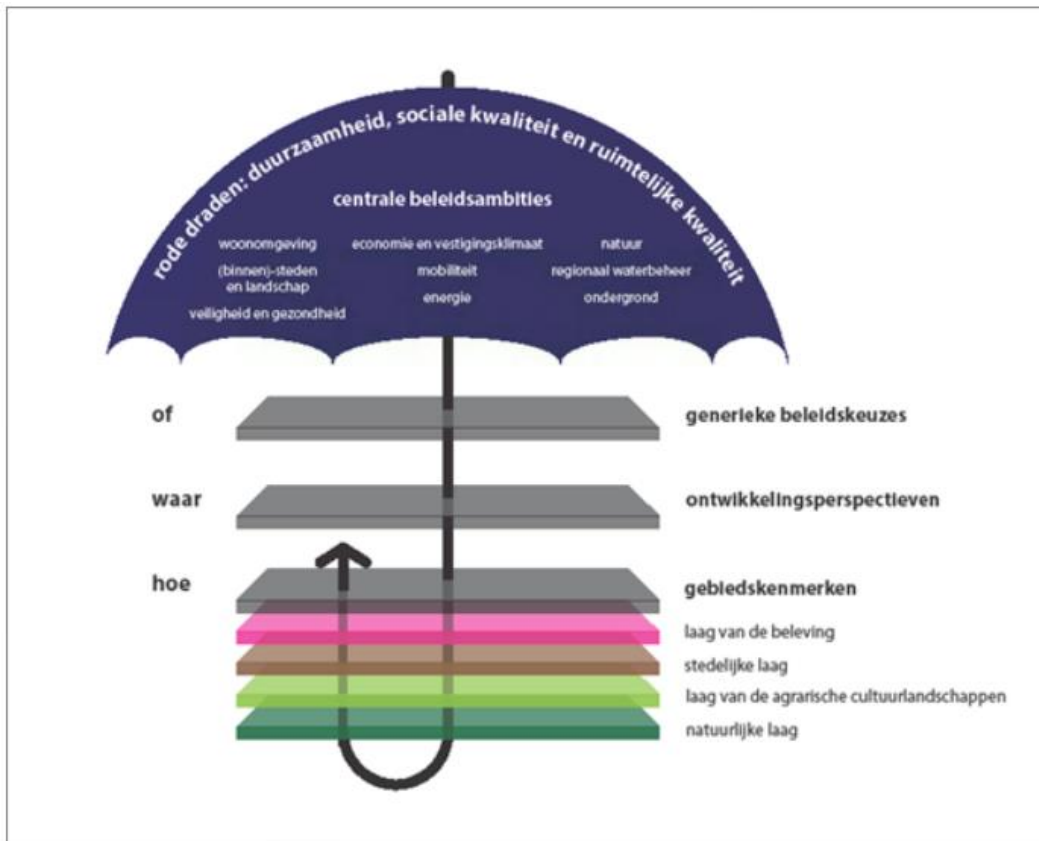 rode draden: duurzaamheid, sociale kwaliteit en ruimtelijke kwaliteit
centrale beleidsambities
woonomgeving
(binnen)-steden
en landschap
veiligheid en gezondheid
economie en vestigingsklimaat
mobiliteit
energie
natuur
regionaal waterbeheer
ondergrond
of
generieke beleidskeuzes
waar
ontwikkelingsperspectieven
hoe
gebiedskenmerken
laag van de beleving
stedelijke laag
laag van de agrarische cultuurlandschappen
natuurlijke laag